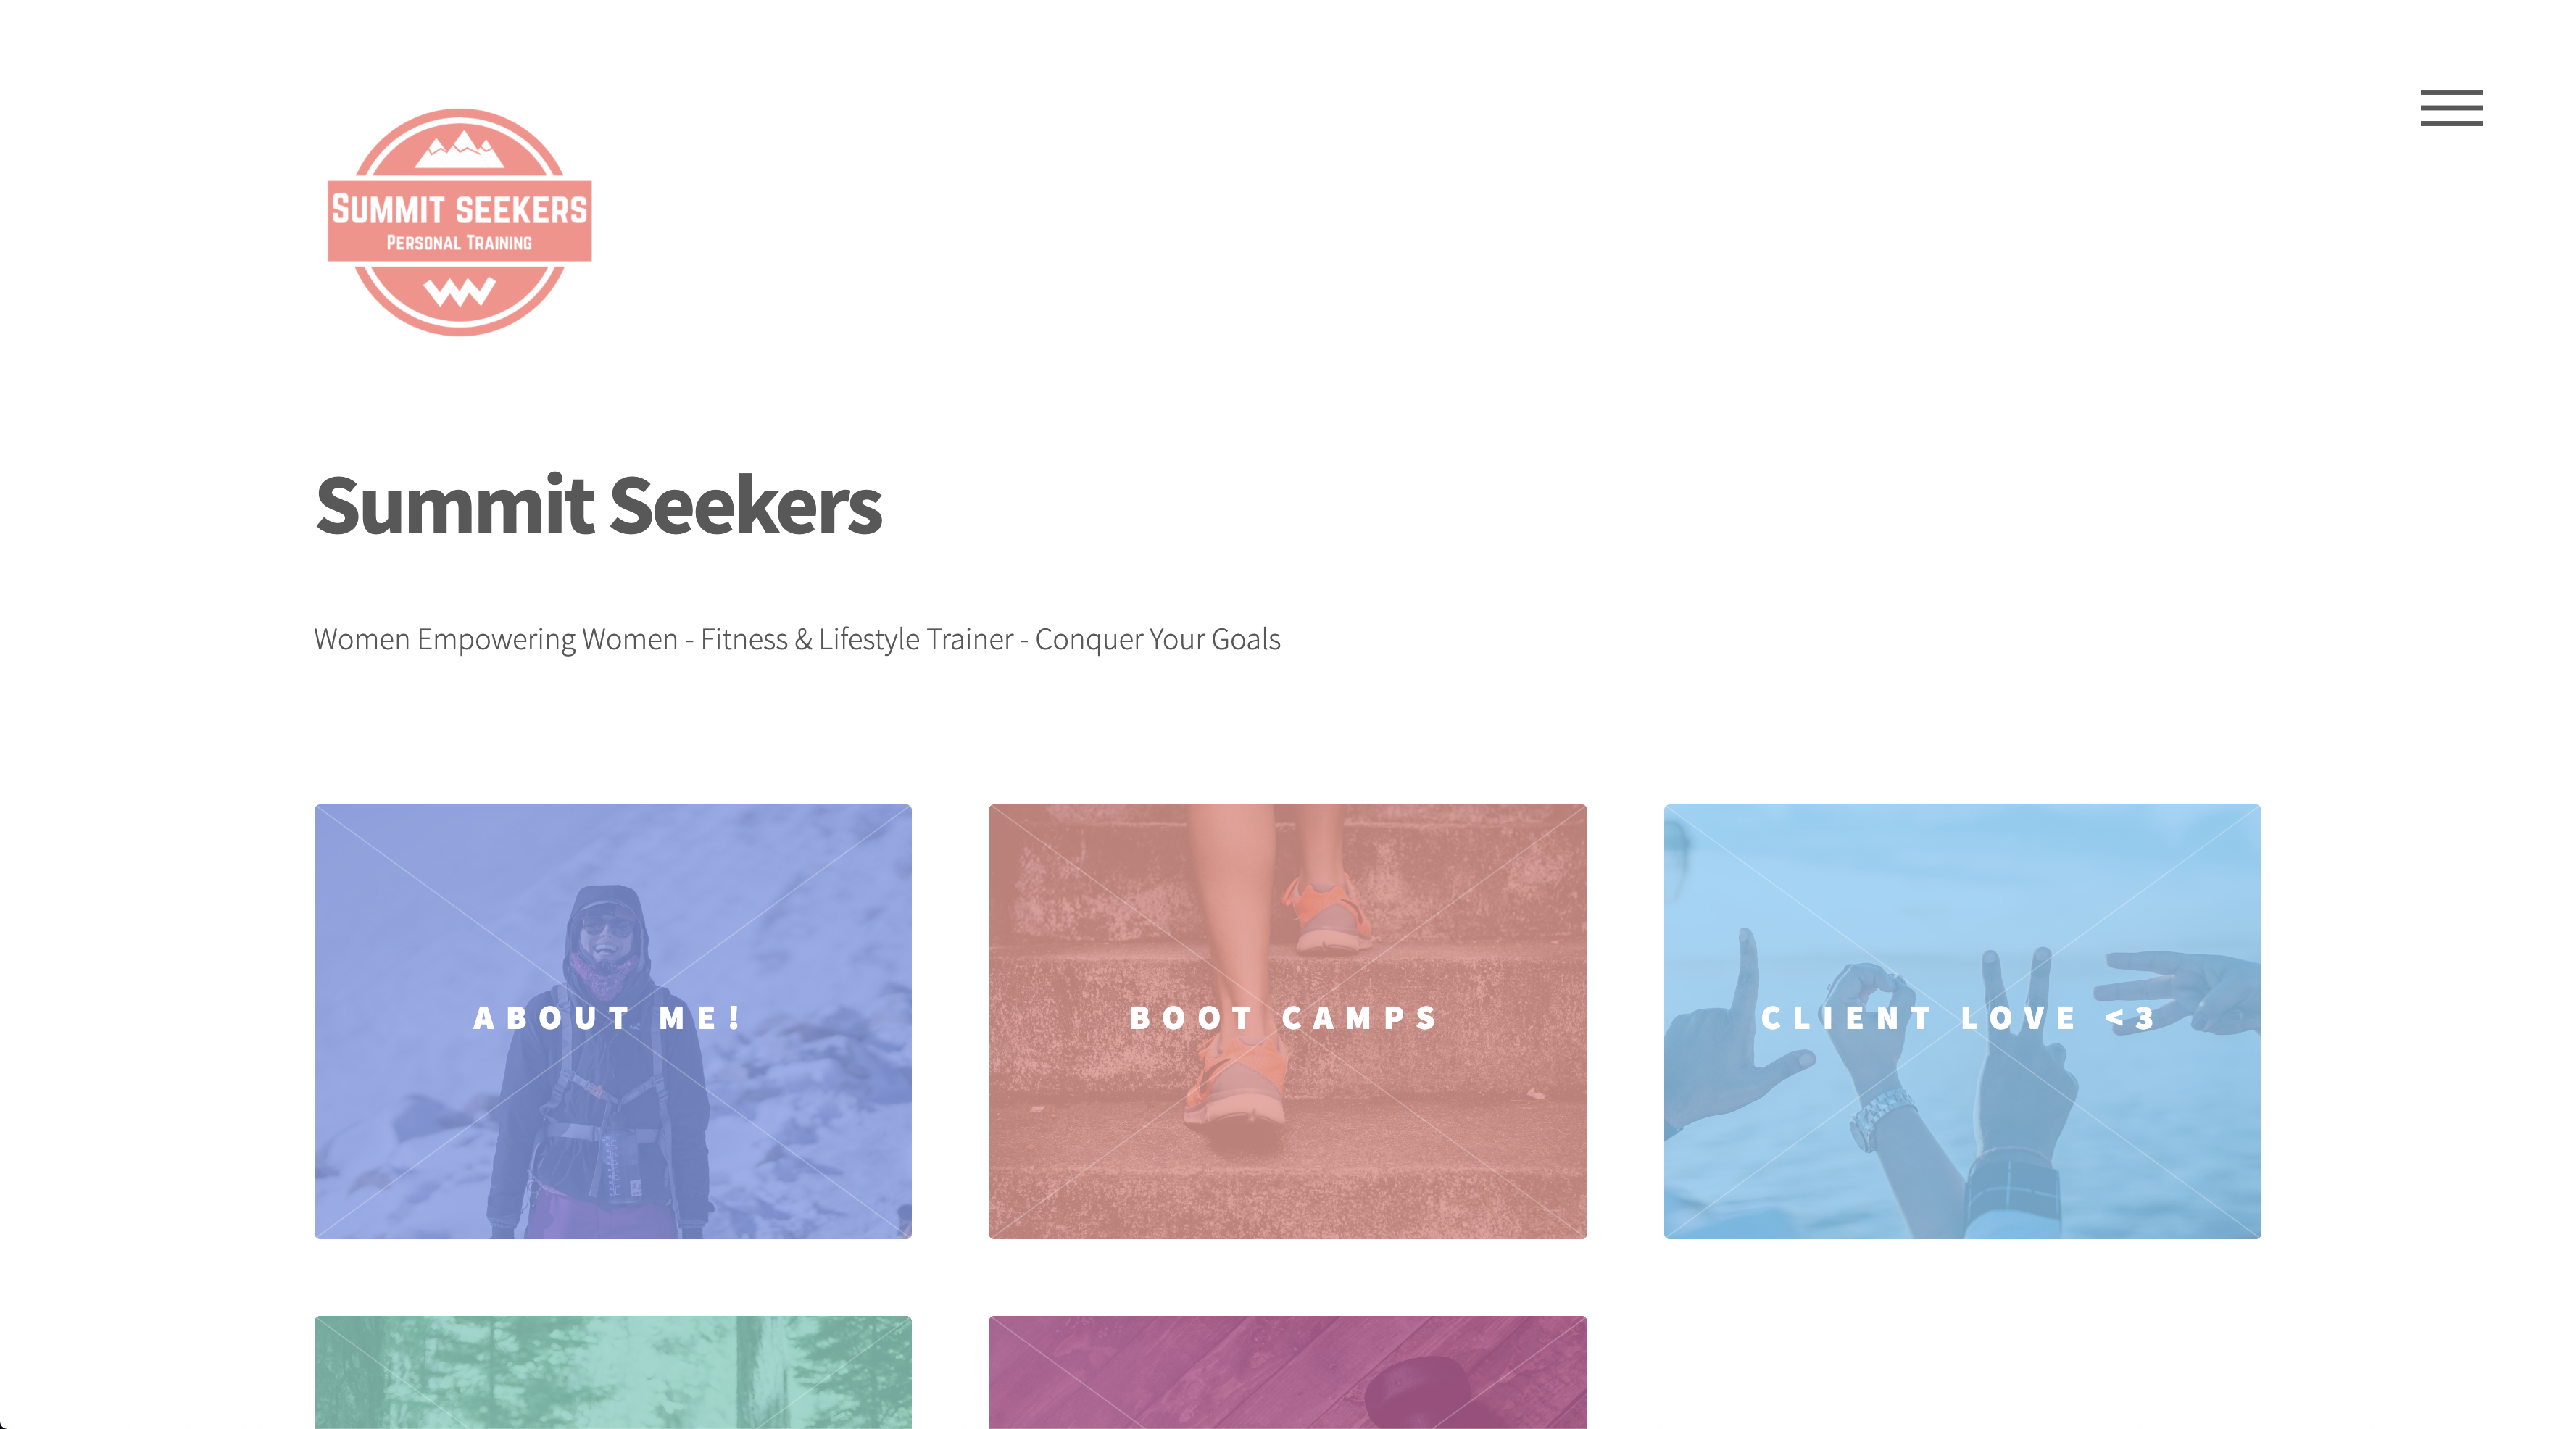 SUMMIT SEEKERS
PERSONAL TRAINING
Summit Seekers
Women Empowering Women - Fitness & Lifestyle Trainer - Conquer Your Goals
ABOUT ME!
BOOT CAMPS
CLIENT LOVE <3